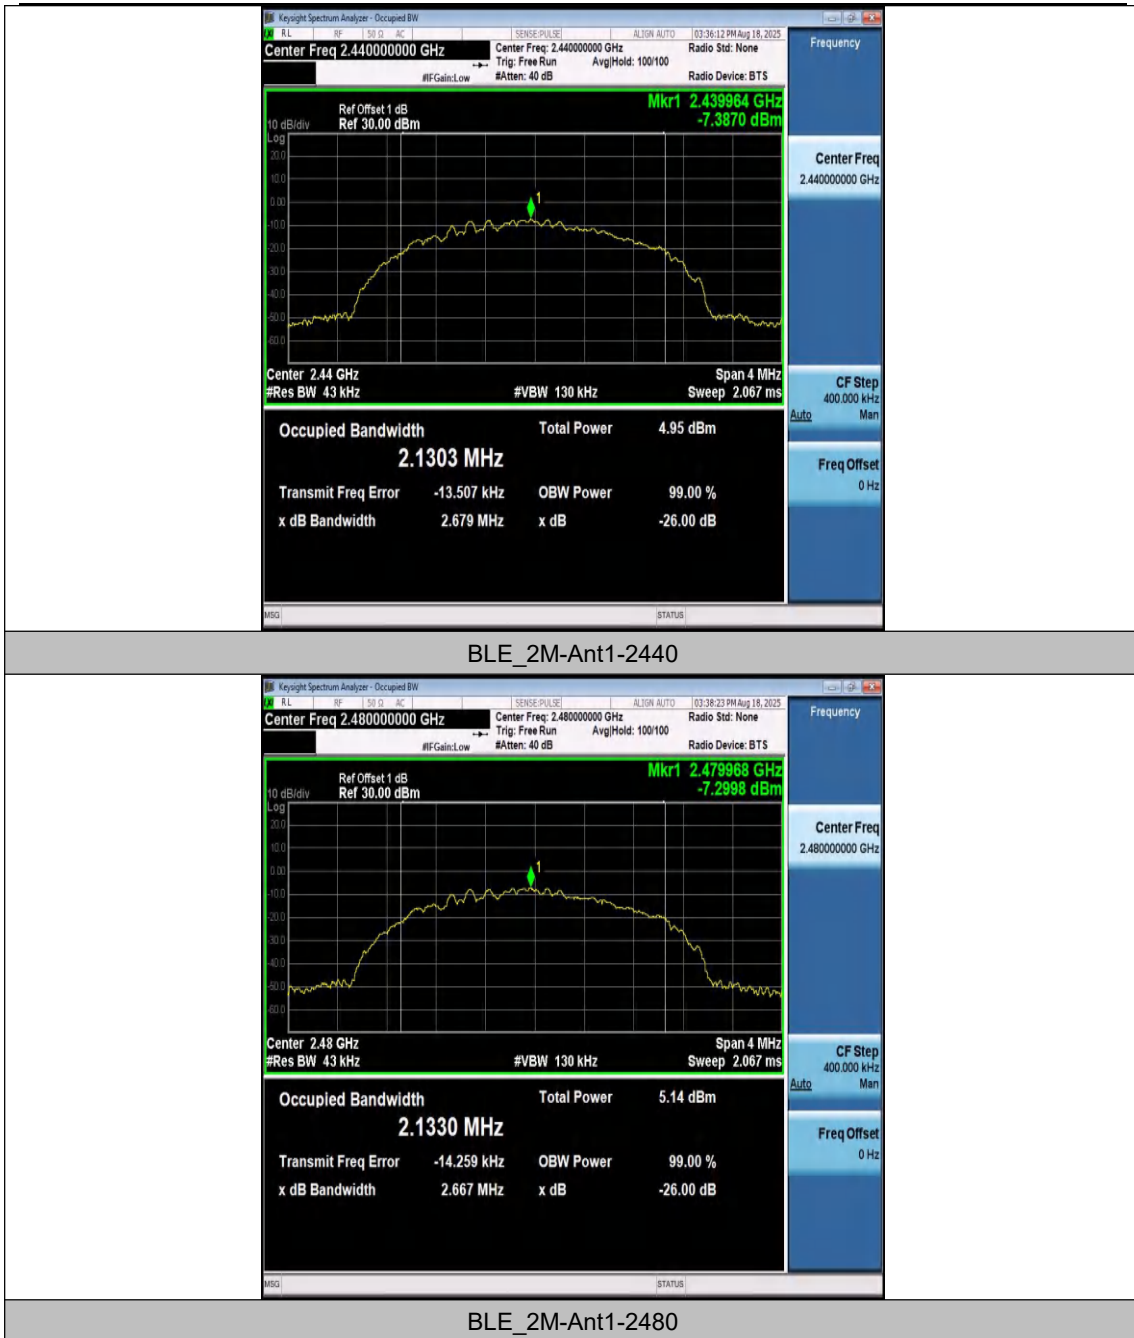 Keysight Spectrum Analyzer - Occupied BW
RL RF 50 Ω AC SENSE:PULSE ALIGN AUTO 03:36:12 PM Aug 18, 2025
Center Freq 2.440000000 GHz
Center Freq: 2.440000000 GHz
Radio Std: None
Trig: Free Run Avg|Hold: 100/100
#IFGain:Low #Atten: 40 dB Radio Device: BTS
Frequency
Mkr1 2.439964 GHz
-7.3870 dBm
Ref Offset 1 dB
10 dB/div Ref 30.00 dBm
Log
20.0
10.0
0.00
-10.0
-20.0
-30.0
-40.0
-50.0
-60.0
1
Center 2.44 GHz Span 4 MHz
#Res BW 43 kHz #VBW 130 kHz Sweep 2.067 ms
Center Freq
2.440000000 GHz
CF Step
400.000 kHz
Auto Man
Freq Offset
0 Hz
Occupied Bandwidth Total Power 4.95 dBm
2.1303 MHz
Transmit Freq Error -13.507 kHz OBW Power 99.00 %
x dB Bandwidth 2.679 MHz x dB -26.00 dB
MSG STATUS
BLE_2M-Ant1-2440
Keysight Spectrum Analyzer - Occupied BW
RL RF 50 Ω AC SENSE:PULSE ALIGN AUTO 03:38:23 PM Aug 18, 2025
Center Freq 2.480000000 GHz
Center Freq: 2.480000000 GHz
Radio Std: None
Trig: Free Run Avg|Hold: 100/100
#IFGain:Low #Atten: 40 dB Radio Device: BTS
Frequency
Mkr1 2.479968 GHz
-7.2998 dBm
Ref Offset 1 dB
10 dB/div Ref 30.00 dBm
Log
20.0
10.0
0.00
-10.0
-20.0
-30.0
-40.0
-50.0
-60.0
1
Center 2.48 GHz Span 4 MHz
#Res BW 43 kHz #VBW 130 kHz Sweep 2.067 ms
Center Freq
2.480000000 GHz
CF Step
400.000 kHz
Auto Man
Freq Offset
0 Hz
Occupied Bandwidth Total Power 5.14 dBm
2.1330 MHz
Transmit Freq Error -14.259 kHz OBW Power 99.00 %
x dB Bandwidth 2.667 MHz x dB -26.00 dB
MSG STATUS
BLE_2M-Ant1-2480